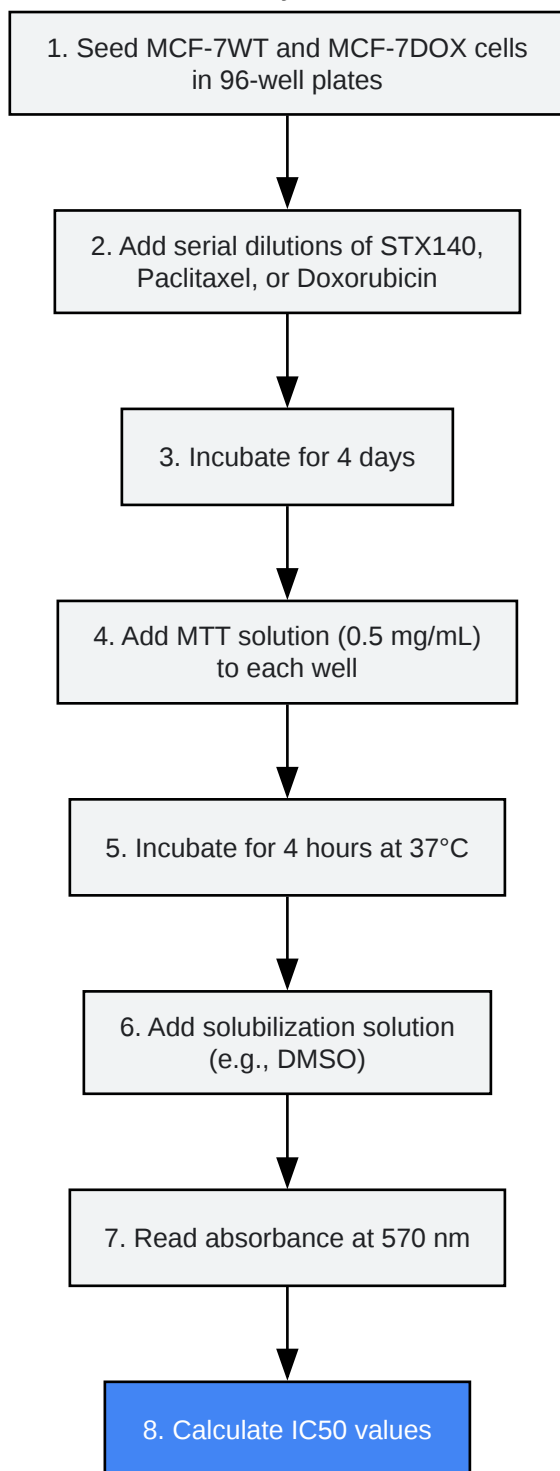 1. Seed MCF-7WT and MCF-7DOX cells
in 96-well plates
2. Add serial dilutions of STX140,
Paclitaxel, or Doxorubicin
3. Incubate for 4 days
4. Add MTT solution (0.5 mg/mL)
to each well
5. Incubate for 4 hours at 37°C
6. Add solubilization solution
(e.g., DMSO)
7. Read absorbance at 570 nm
8. Calculate IC50 values